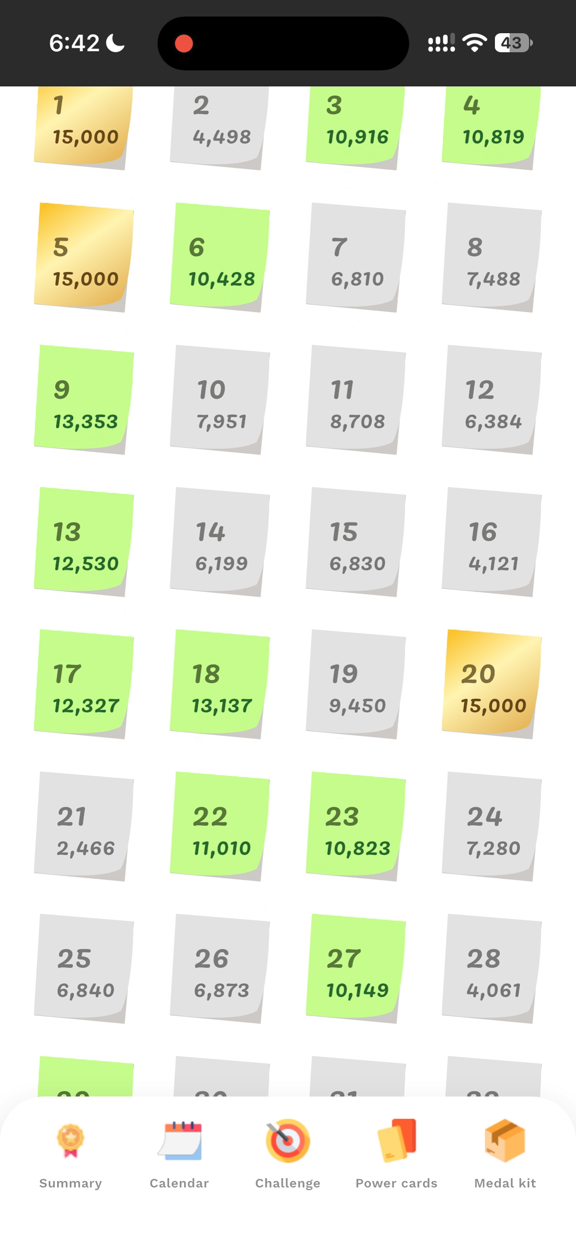 6:42
43
1 2 3 4
15,000 4,498 10,916 10,819
5 6 7 8
15,000 10,428 6,810 7,488
9 10 11 12
13,353 7,951 8,708 6,384
13 14 15 16
12,530 6,199 6,830 4,121
17 18 19 20
12,327 13,137 9,450 15,000
21 22 23 24
2,466 11,010 10,823 7,280
25 26 27 28
6,840 6,873 10,149 4,061
Summary Calendar Challenge Power cards Medal kit